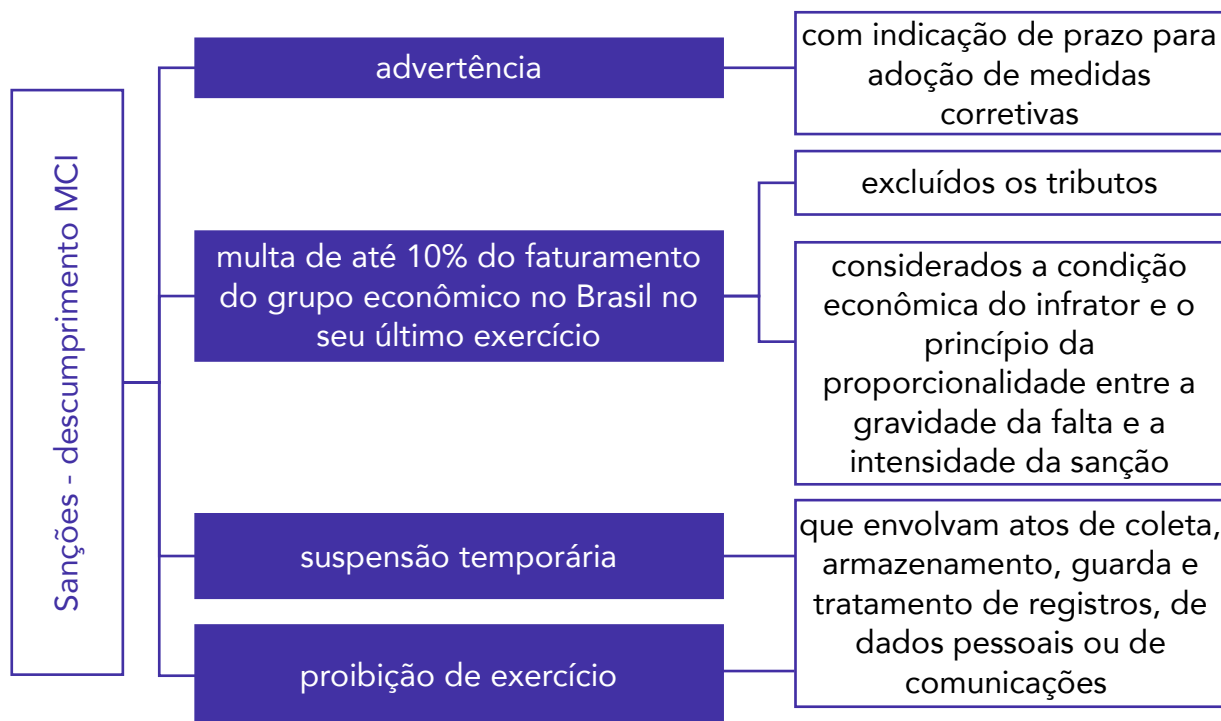 Sanções - descumprimento MCI
advertência
com indicação de prazo para
adoção de medidas
corretivas
multa de até 10% do faturamento
do grupo econômico no Brasil no
seu último exercício
excluídos os tributos
considerados a condição
econômica do infrator e o
princípio da
proporcionalidade entre a
gravidade da falta e a
intensidade da sanção
suspensão temporária
proibição de exercício
que envolvam atos de coleta,
armazenamento, guarda e
tratamento de registros, de
dados pessoais ou de
comunicações